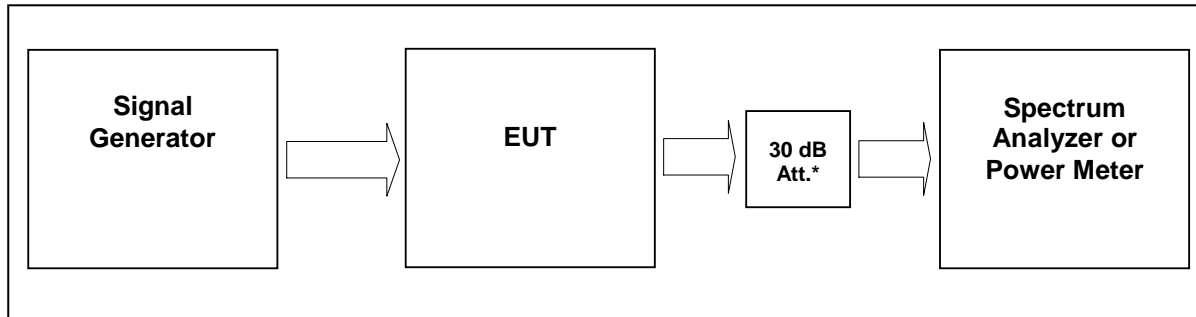 Signal
Generator
EUT
30 dB
Att.*
Spectrum
Analyzer or
Power Meter